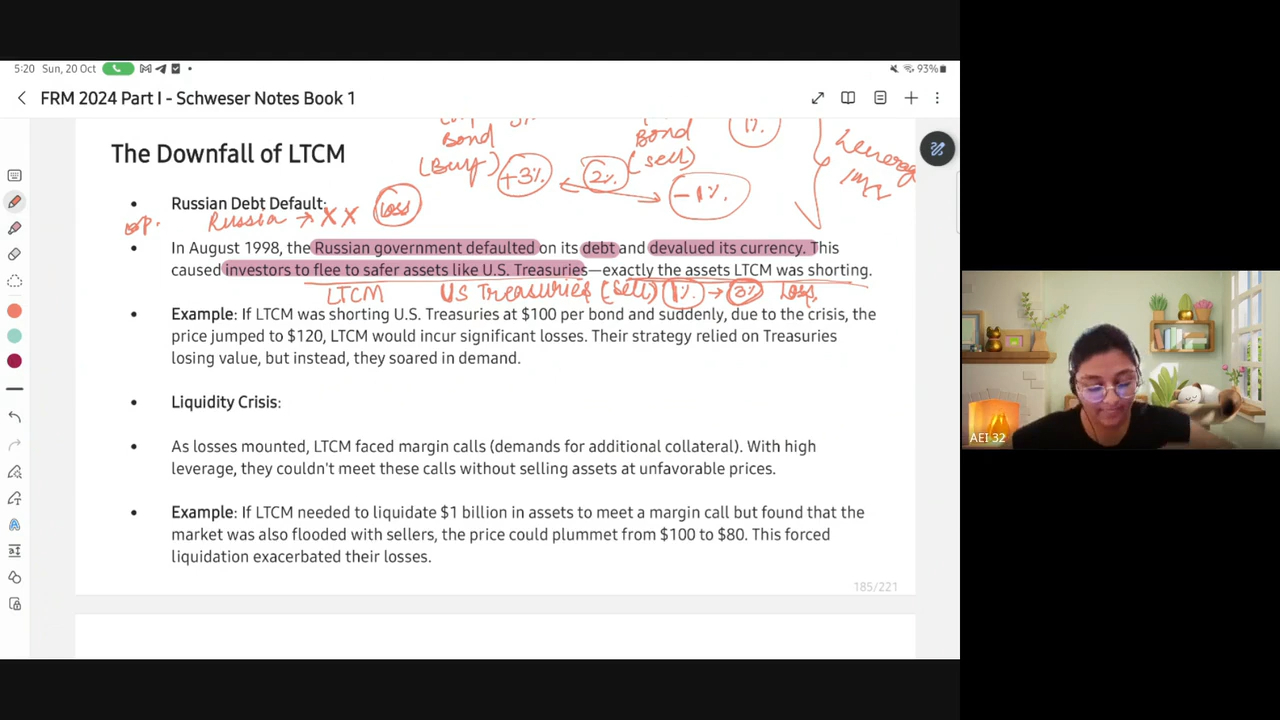 5:20 Sun, 20 Oct 93%
FRM 2024 Part I - Schweser Notes Book 1
Bond Bond 1%
The Downfall of LTCM
(Buy) +3% 2% (sell) -1%
Leverage
• Russian Debt Default:
Russia → X X Loss
• In August 1998, the Russian government defaulted on its debt and devalued its currency. This
caused investors to flee to safer assets like U.S. Treasuries—exactly the assets LTCM was shorting.
LTCM US Treasuries (sell) 1% → 3% Loss
• Example: If LTCM was shorting U.S. Treasuries at $100 per bond and suddenly, due to the crisis, the
price jumped to $120, LTCM would incur significant losses. Their strategy relied on Treasuries
losing value, but instead, they soared in demand.
• Liquidity Crisis:
• As losses mounted, LTCM faced margin calls (demands for additional collateral). With high
leverage, they couldn't meet these calls without selling assets at unfavorable prices.
• Example: If LTCM needed to liquidate $1 billion in assets to meet a margin call but found that the
market was also flooded with sellers, the price could plummet from $100 to $80. This forced
liquidation exacerbated their losses.
185/221
AEI 32